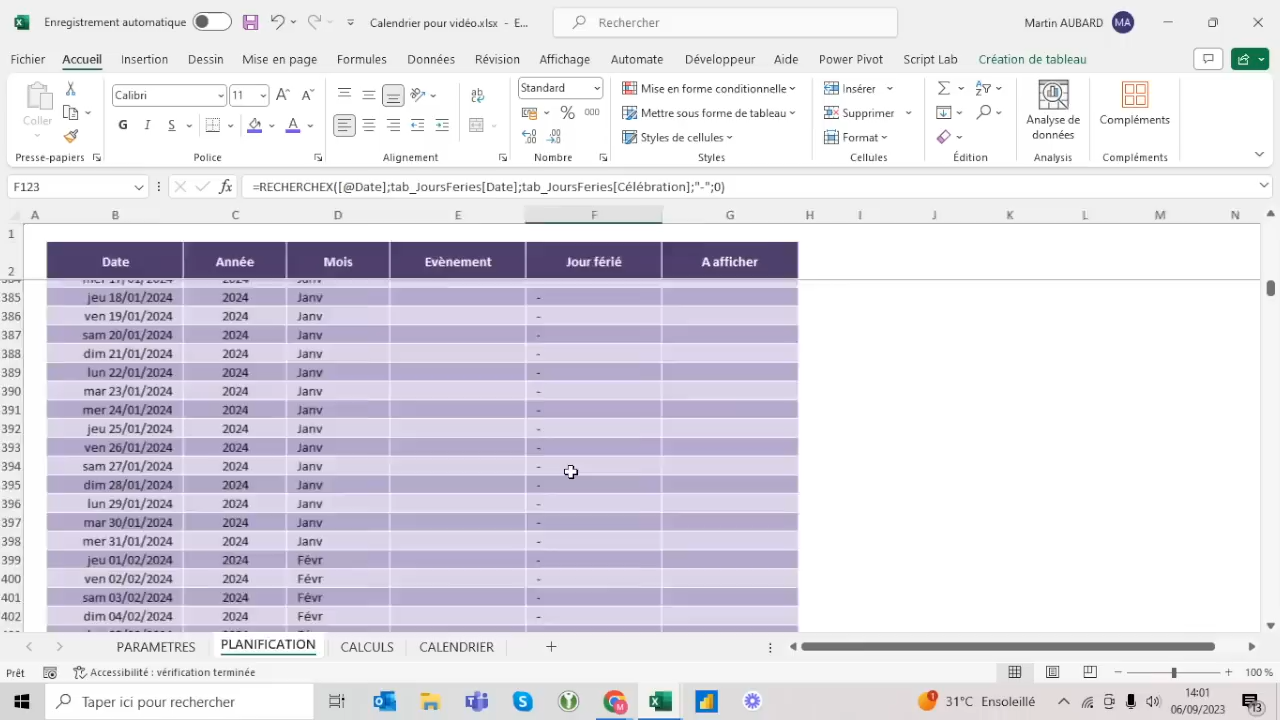 Enregistrement automatique
Calendrier pour vidéo.xlsx - E...
Rechercher
Martin AUBARD
MA
Fichier Accueil Insertion Dessin Mise en page Formules Données Révision Affichage Automate Développeur Aide Power Pivot Script Lab Création de tableau
Coller
Presse-papiers
Calibri 11
G I S
Police
Alignement
Standard
% 000
Nombre
Mise en forme conditionnelle
Mettre sous forme de tableau
Styles de cellules
Styles
Insérer
Supprimer
Format
Cellules
Édition
Analyse de
données
Analysis
Compléments
Compléments
F123
fx =RECHERCHEX([@Date];tab_JoursFeries[Date];tab_JoursFeries[Célébration];"-";0)
A B C D E F G H I J K L M N
1
2 Date Année Mois Evènement Jour férié A afficher
385 jeu 18/01/2024 2024 Janv -
386 ven 19/01/2024 2024 Janv -
387 sam 20/01/2024 2024 Janv -
388 dim 21/01/2024 2024 Janv -
389 lun 22/01/2024 2024 Janv -
390 mar 23/01/2024 2024 Janv -
391 mer 24/01/2024 2024 Janv -
392 jeu 25/01/2024 2024 Janv -
393 ven 26/01/2024 2024 Janv -
394 sam 27/01/2024 2024 Janv -
395 dim 28/01/2024 2024 Janv -
396 lun 29/01/2024 2024 Janv -
397 mar 30/01/2024 2024 Janv -
398 mer 31/01/2024 2024 Janv -
399 jeu 01/02/2024 2024 Févr -
400 ven 02/02/2024 2024 Févr -
401 sam 03/02/2024 2024 Févr -
402 dim 04/02/2024 2024 Févr -
PARAMETRES PLANIFICATION CALCULS CALENDRIER
Prêt Accessibilité : vérification terminée 100 %
Taper ici pour rechercher
1 31°C Ensoleillé
14:01
06/09/2023
13